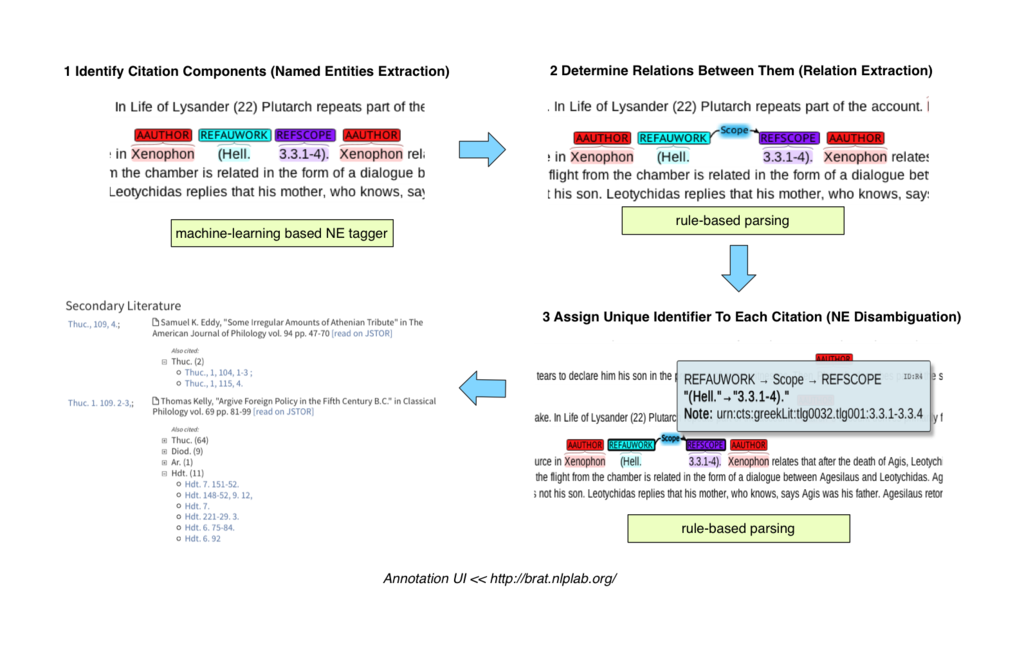 1 Identify Citation Components (Named Entities Extraction)
In Life of Lysander (22) Plutarch repeats part of the
AAUTHOR REFAUWORK REFSCOPE AAUTHOR
in Xenophon (Hell. 3.3.1-4). Xenophon rel
the chamber is related in the form of a dialogue b
Leotychidas replies that his mother, who knows, say
machine-learning based NE tagger
2 Determine Relations Between Them (Relation Extraction)
. In Life of Lysander (22) Plutarch repeats part of the account.
Scope
AAUTHOR REFAUWORK REFSCOPE AAUTHOR
e in Xenophon (Hell. 3.3.1-4). Xenophon relates
flight from the chamber is related in the form of a dialogue bet
t his son. Leotychidas replies that his mother, who knows, says
rule-based parsing
3 Assign Unique Identifier To Each Citation (NE Disambiguation)
AAUTHOR
tears to declare him his son in the
REFAUWORK → Scope → REFSCOPE ID:R4
"(Hell."→"3.3.1-4)."
Note: urn:cts:greekLit:tlg0032.tlg001:3.3.1-3.3.4
ake. In Life of Lysander (22) Plutarc
Scope
AAUTHOR REFAUWORK REFSCOPE AAUTHOR
urce in Xenophon (Hell. 3.3.1-4). Xenophon relates that after the death of Agis, Leotych
the flight from the chamber is related in the form of a dialogue between Agesilaus and Leotychidas. Ag
s not his son. Leotychidas replies that his mother, who knows, says Agis was his father. Agesilaus retor
rule-based parsing
Secondary Literature
Thuc., 109, 4.;
Samuel K. Eddy, "Some Irregular Amounts of Athenian Tribute" in The
American Journal of Philology vol. 94 pp. 47-70 [read on JSTOR]
Also cited:
Thuc. (2)
Thuc., 1, 104, 1-3 ;
Thuc., 1, 115, 4.
Thuc. 1. 109. 2-3,;
Thomas Kelly, "Argive Foreign Policy in the Fifth Century B.C." in Classical
Philology vol. 69 pp. 81-99 [read on JSTOR]
Also cited:
Thuc. (64)
Diod. (9)
Ar. (1)
Hdt. (11)
Hdt. 7. 151-52.
Hdt. 148-52, 9. 12,
Hdt. 7.
Hdt. 221-29. 3.
Hdt. 6. 75-84.
Hdt. 6. 92
Annotation UI << http://brat.nlplab.org/